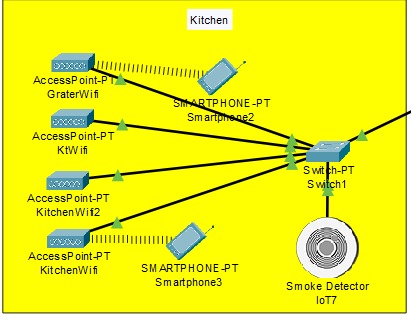 Kitchen
AccessPoint-PT
GraterWifi
SMARTPHONE-PT
Smartphone2
AccessPoint-PT
KtWifi
Switch-PT
Switch1
AccessPoint-PT
KitchenWifi2
AccessPoint-PT
KitchenWifi
SMARTPHONE-PT
Smartphone3
Smoke Detector
IoT7